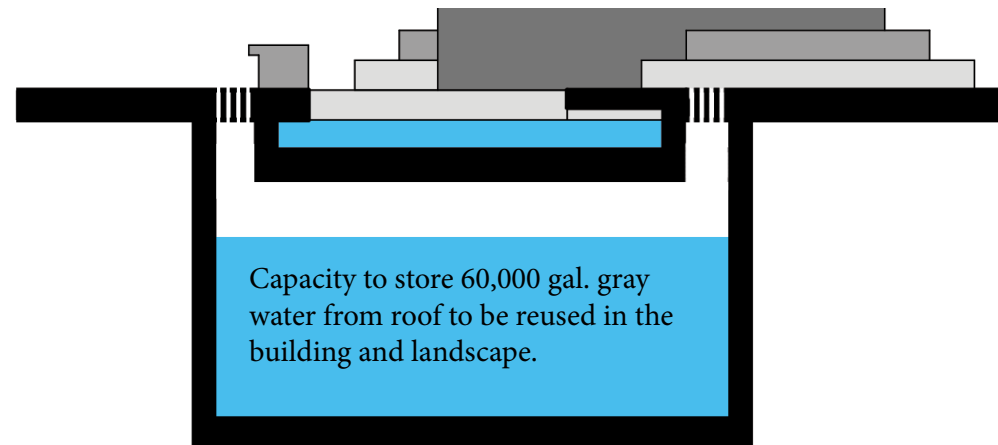 Capacity to store 60,000 gal. gray
water from roof to be reused in the
building and landscape.